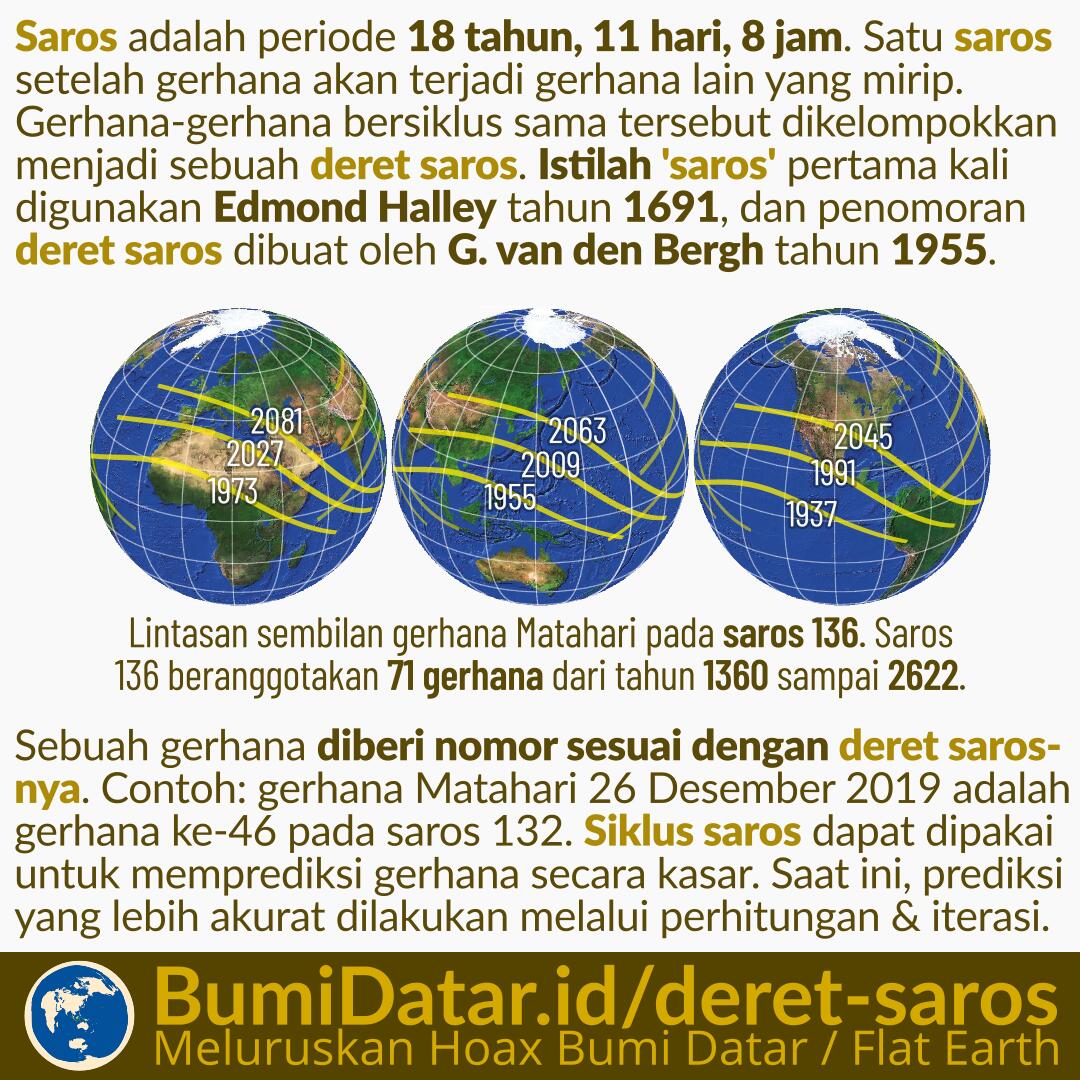 Saros adalah periode 18 tahun, 11 hari, 8 jam. Satu saros
setelah gerhana akan terjadi gerhana lain yang mirip.
Gerhana-gerhana bersiklus sama tersebut dikelompokkan
menjadi sebuah deret saros. Istilah 'saros' pertama kali
digunakan Edmond Halley tahun 1691, dan penomoran
deret saros dibuat oleh G. van den Bergh tahun 1955.
2081
2027
1973
2063
2009
1955
2045
1991
1937
Lintasan sembilan gerhana Matahari pada saros 136. Saros
136 beranggotakan 71 gerhana dari tahun 1360 sampai 2622.
Sebuah gerhana diberi nomor sesuai dengan deret saros-
nya. Contoh: gerhana Matahari 26 Desember 2019 adalah
gerhana ke-46 pada saros 132. Siklus saros dapat dipakai
untuk memprediksi gerhana secara kasar. Saat ini, prediksi
yang lebih akurat dilakukan melalui perhitungan & iterasi.
BumiDatar.id/deret-saros
Meluruskan Hoax Bumi Datar / Flat Earth